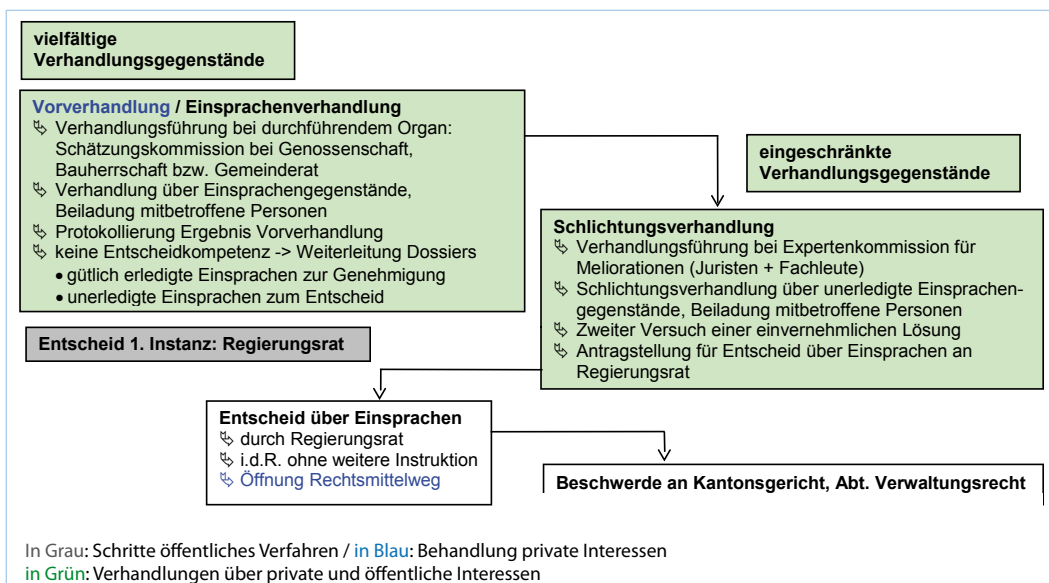 vielfältige
Verhandlungsgegenstände
Vorverhandlung / Einsprachenverhandlung
Verhandlungsführung bei durchführendem Organ:
Schätzungskommission bei Genossenschaft,
Bauherrschaft bzw. Gemeinderat
Verhandlung über Einsprachengegenstände,
Beiladung mitbetroffene Personen
Protokollierung Ergebnis Vorverhandlung
keine Entscheidkompetenz -> Weiterleitung Dossiers
• gütlich erledigte Einsprachen zur Genehmigung
• unerledigte Einsprachen zum Entscheid
eingeschränkte
Verhandlungsgegenstände
Schlichtungsverhandlung
Verhandlungsführung bei Expertenkommission für
Meliorationen (Juristen + Fachleute)
Schlichtungsverhandlung über unerledigte Einsprachen-
gegenstände, Beiladung mitbetroffene Personen
Zweiter Versuch einer einvernehmlichen Lösung
Antragstellung für Entscheid über Einsprachen an
Regierungsrat
Entscheid 1. Instanz: Regierungsrat
Entscheid über Einsprachen
durch Regierungsrat
i.d.R. ohne weitere Instruktion
Öffnung Rechtsmittelweg
Beschwerde an Kantonsgericht, Abt. Verwaltungsrecht
In Grau: Schritte öffentliches Verfahren / in Blau: Behandlung private Interessen
in Grün: Verhandlungen über private und öffentliche Interessen